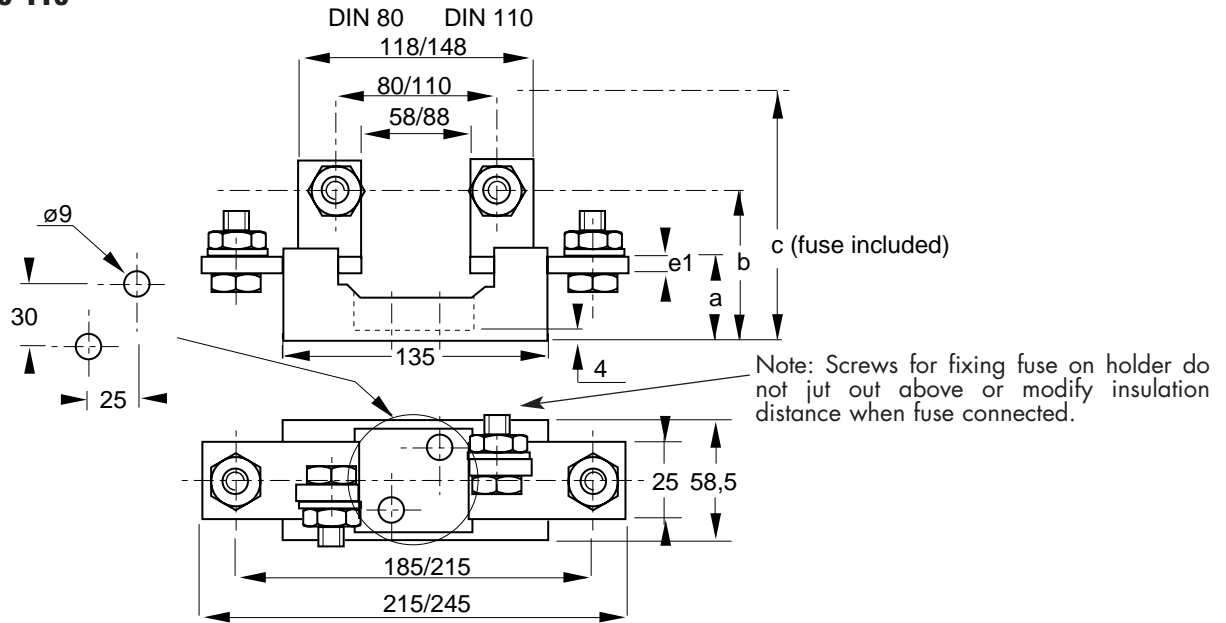 DIN 80 DIN 110
118/148
80/110
58/88
ø9
c (fuse included)
e1
b
a
30
135
4
25
Note: Screws for fixing fuse on holder do
not jut out above or modify insulation
distance when fuse connected.
25 58,5
185/215
215/245